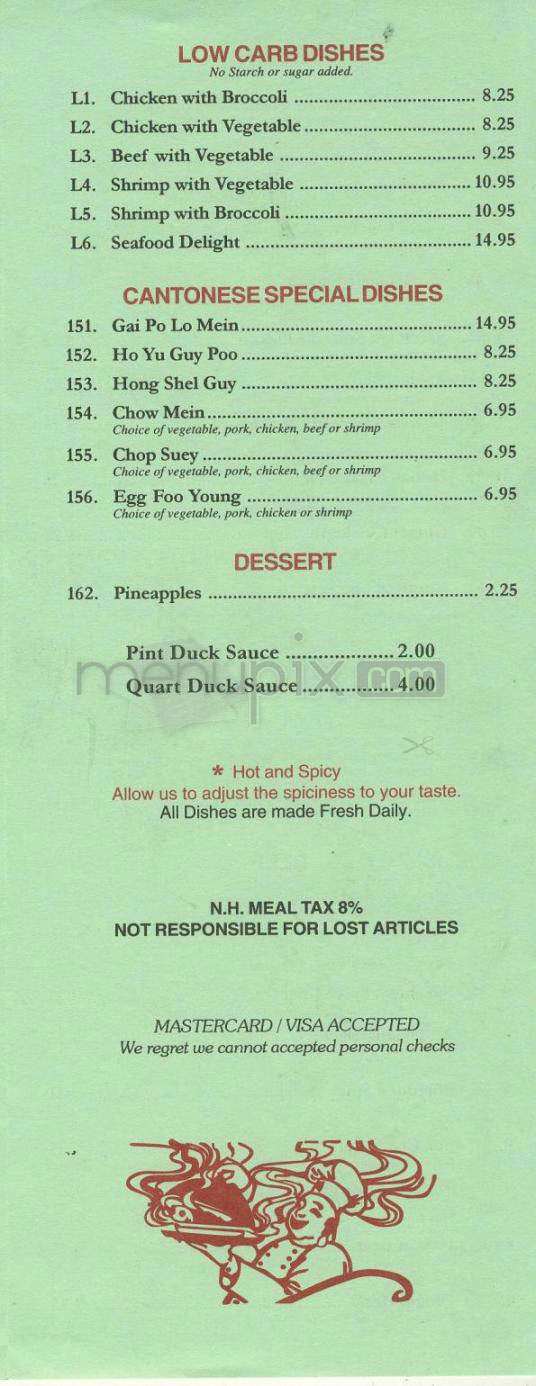 LOW CARB DISHES
No Starch or sugar added.
L1. Chicken with Broccoli .................................... 8.25
L2. Chicken with Vegetable .................................. 8.25
L3. Beef with Vegetable ....................................... 9.25
L4. Shrimp with Vegetable .................................. 10.95
L5. Shrimp with Broccoli ..................................... 10.95
L6. Seafood Delight ............................................. 14.95
CANTONESE SPECIAL DISHES
151. Gai Po Lo Mein .............................................. 14.95
152. Ho Yu Guy Poo ............................................... 8.25
153. Hong Shel Guy ............................................... 8.25
154. Chow Mein ...................................................... 6.95
Choice of vegetable, pork, chicken, beef or shrimp
155. Chop Suey ....................................................... 6.95
Choice of vegetable, pork, chicken, beef or shrimp
156. Egg Foo Young .............................................. 6.95
Choice of vegetable, pork, chicken or shrimp
DESSERT
162. Pineapples ...................................................... 2.25
Pint Duck Sauce ..................... 2.00
menupix.com
Quart Duck Sauce .................. 4.00
* Hot and Spicy
Allow us to adjust the spiciness to your taste.
All Dishes are made Fresh Daily.
N.H. MEAL TAX 8%
NOT RESPONSIBLE FOR LOST ARTICLES
MASTERCARD / VISA ACCEPTED
We regret we cannot accepted personal checks